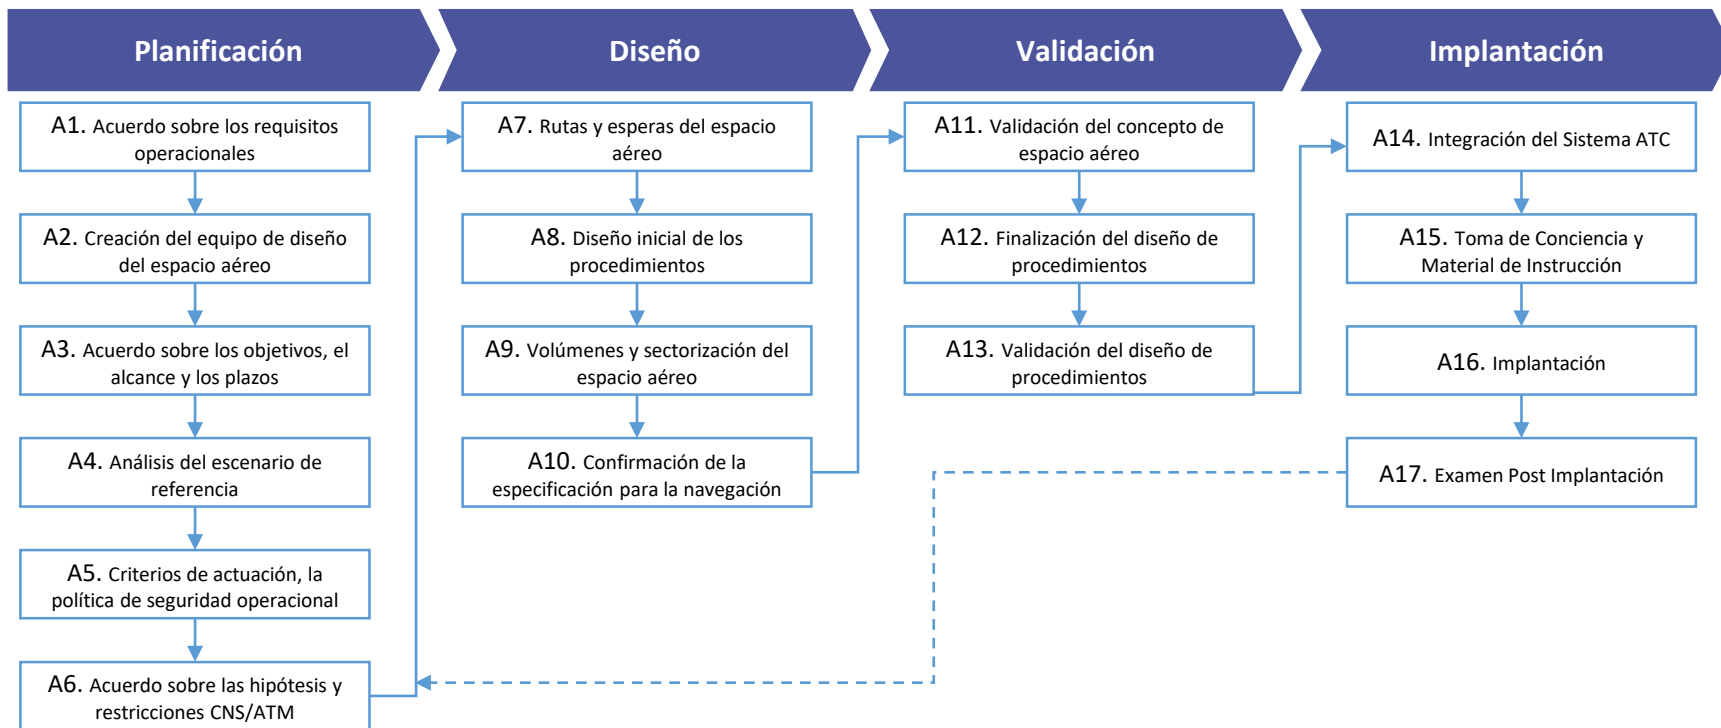 Planificación
Diseño
Validación
Implantación
A1. Acuerdo sobre los requisitos
operacionales
A2. Creación del equipo de diseño
del espacio aéreo
A3. Acuerdo sobre los objetivos, el
alcance y los plazos
A4. Análisis del escenario de
referencia
A5. Criterios de actuación, la
política de seguridad operacional
A6. Acuerdo sobre las hipótesis y
restricciones CNS/ATM
A7. Rutas y esperas del espacio
aéreo
A8. Diseño inicial de los
procedimientos
A9. Volúmenes y sectorización del
espacio aéreo
A10. Confirmación de la
especificación para la navegación
A11. Validación del concepto de
espacio aéreo
A12. Finalización del diseño de
procedimientos
A13. Validación del diseño de
procedimientos
A14. Integración del Sistema ATC
A15. Toma de Conciencia y
Material de Instrucción
A16. Implantación
A17. Examen Post Implantación